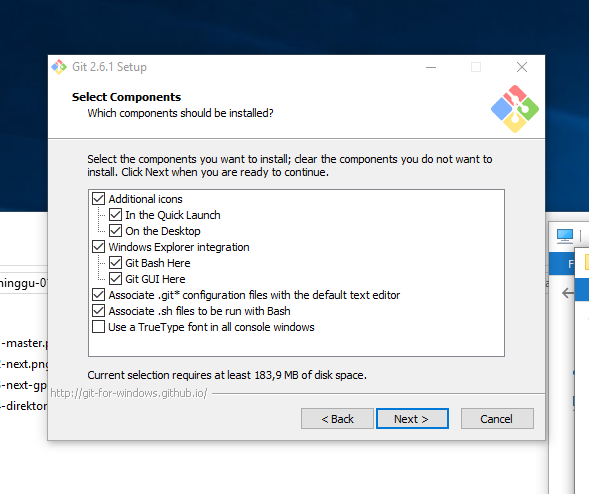 Git 2.6.1 Setup
Select Components
Which components should be installed?
Select the components you want to install; clear the components you do not want to
install. Click Next when you are ready to continue.
Additional icons
In the Quick Launch
On the Desktop
Windows Explorer integration
Git Bash Here
Git GUI Here
Associate .git* configuration files with the default text editor
Associate .sh files to be run with Bash
Use a TrueType font in all console windows
Current selection requires at least 183,9 MB of disk space.
http://git-for-windows.github.io/
< Back
Next >
Cancel
ninggu-0
-master.p
2-next.png
3-next-gp
4-direktor
F